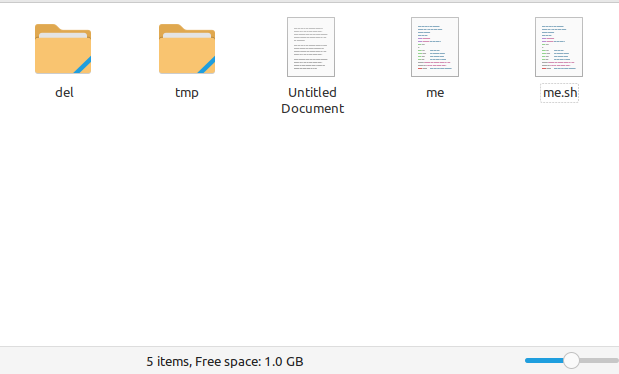 del
tmp
Untitled
Document
me
me.sh
5 items, Free space: 1.0 GB